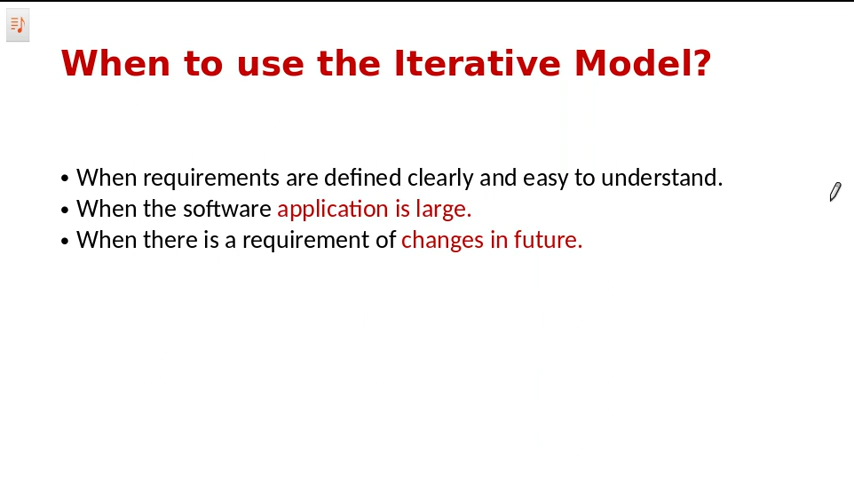 When to use the Iterative Model?
• When requirements are defined clearly and easy to understand.
• When the software application is large.
• When there is a requirement of changes in future.